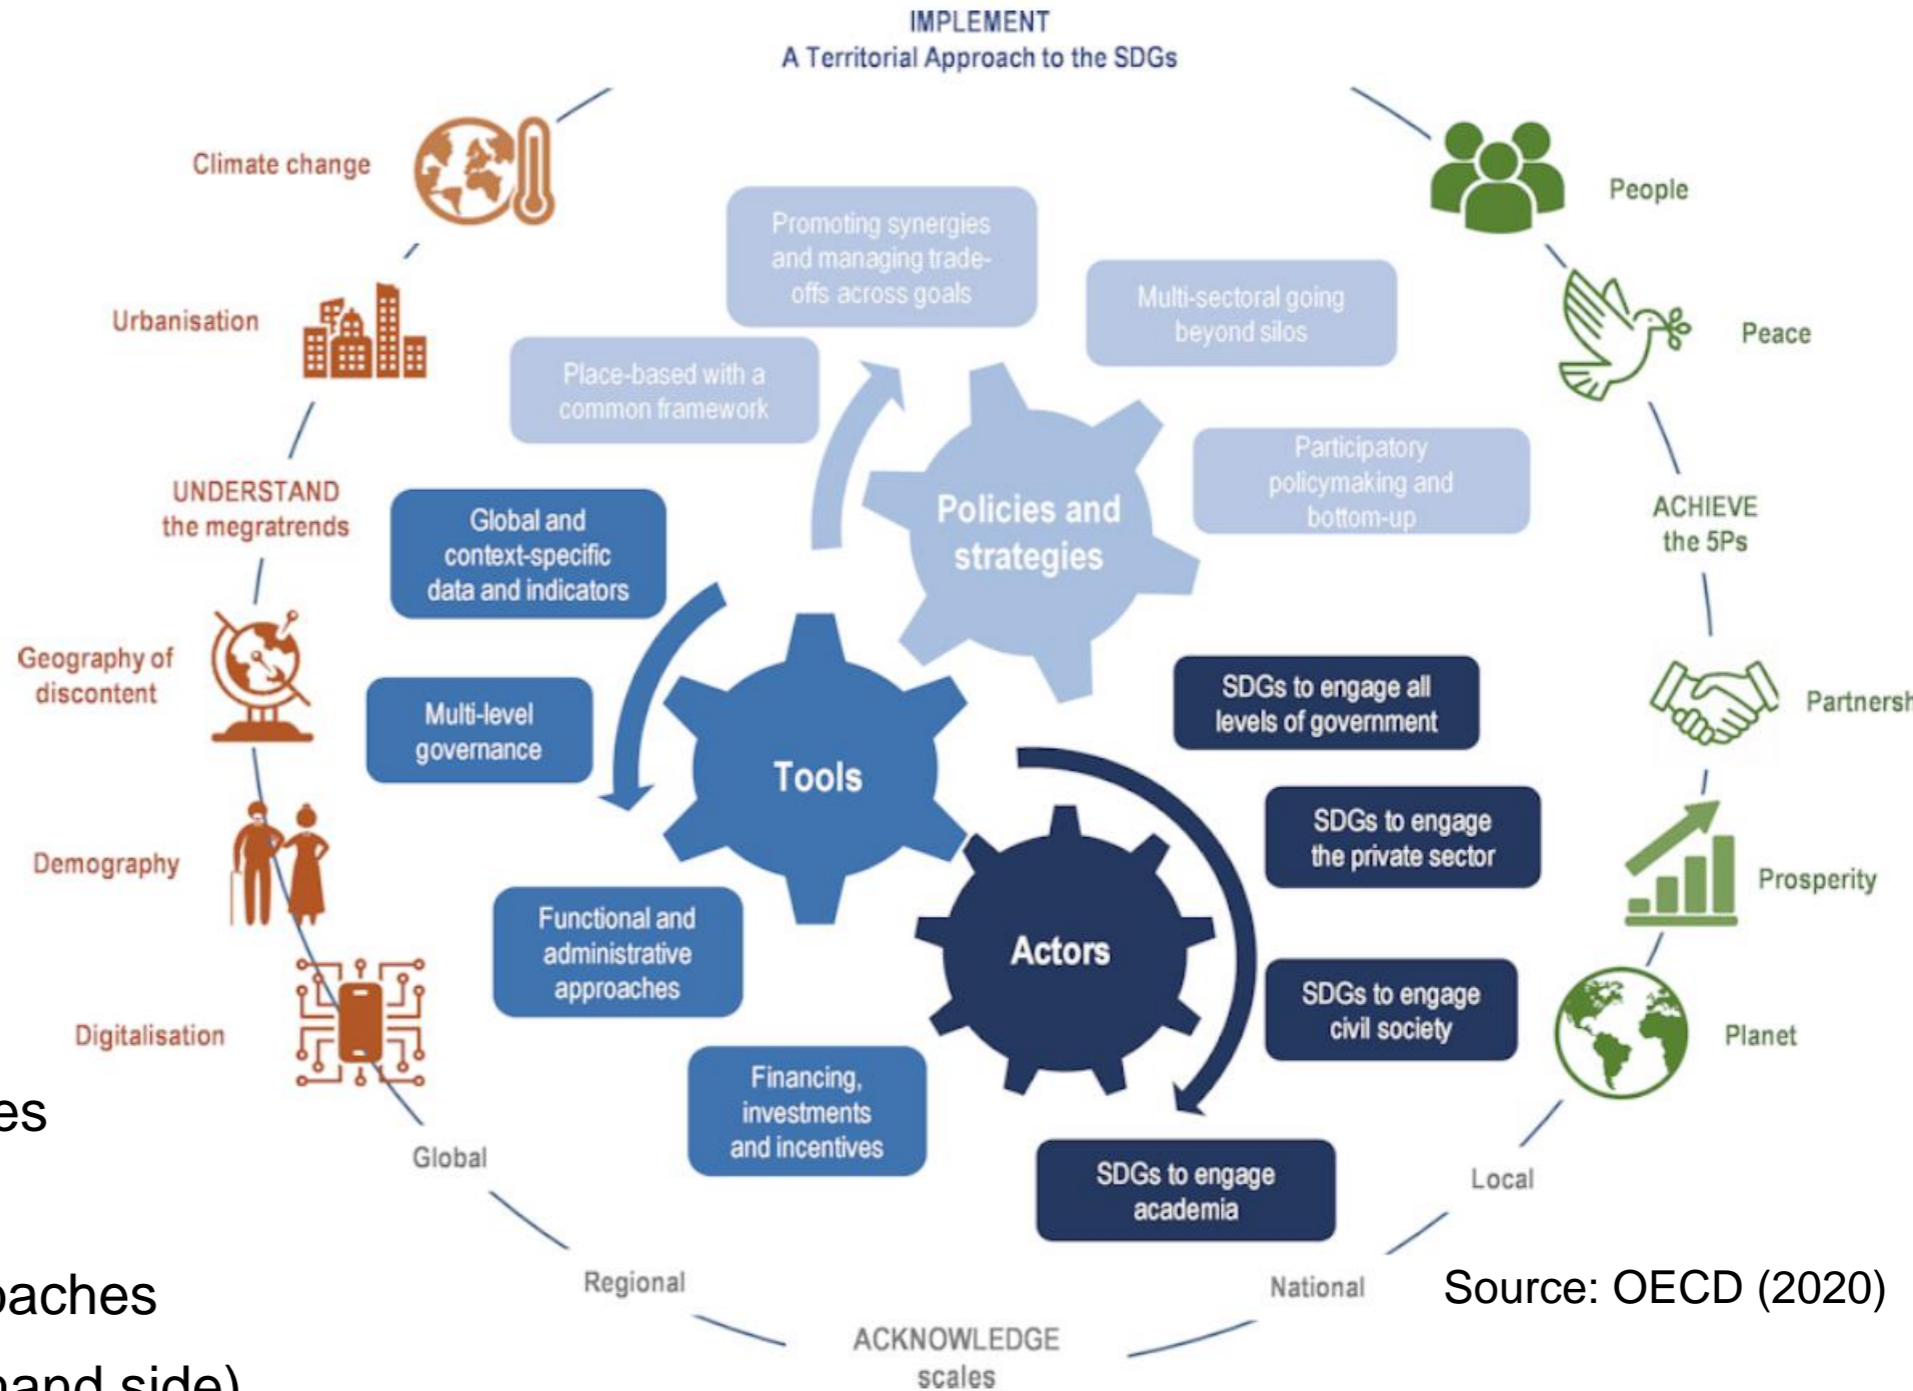 IMPLEMENT
A Territorial Approach to the SDGs
Climate change
Urbanisation
UNDERSTAND
the megratrends
Geography of
discontent
Demography
Digitalisation
People
Peace
ACHIEVE
the 5Ps
Partnersh
Prosperity
Planet
Promoting synergies
and managing trade-
offs across goals
Multi-sectoral going
beyond silos
Place-based with a
common framework
Participatory
policymaking and
bottom-up
Policies and
strategies
Global and
context-specific
data and indicators
Multi-level
governance
Tools
Functional and
administrative
approaches
Financing,
investments
and incentives
SDGs to engage all
levels of government
SDGs to engage
the private sector
Actors
SDGs to engage
civil society
SDGs to engage
academia
Global
Regional
ACKNOWLEDGE
scales
National
Local
es
oaches
hand side)
Source: OECD (2020)